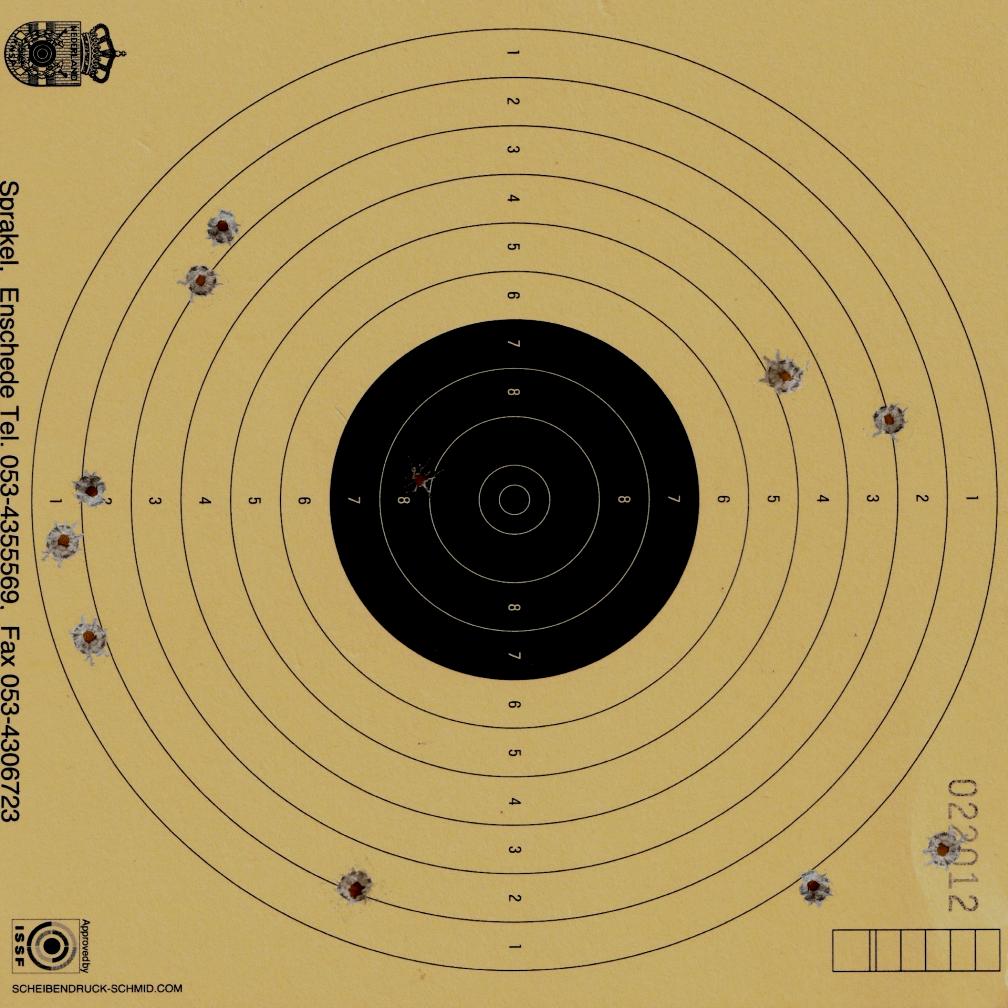 NEDERLAND
Sprakel, Enschede Tel. 053-4355569, Fax 053-4306723
1
2
3
4
5
6
7
8
1 2 3 4 5 6 7 8 8 7 6 5 4 3 2 1
8
7
6
5
4
3
2
1
022012
Approved by
ISSF
SCHEIBENDRUCK-SCHMID.COM